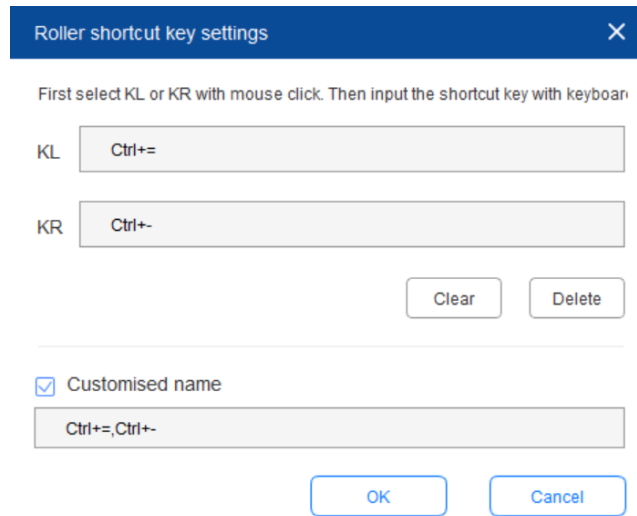 Roller shortcut key settings
First select KL or KR with mouse click. Then input the shortcut key with
KL Ctrl+=
KR Ctrl+-
Clear Delete
Customised name
Ctrl+=,Ctrl+-
OK Cancel